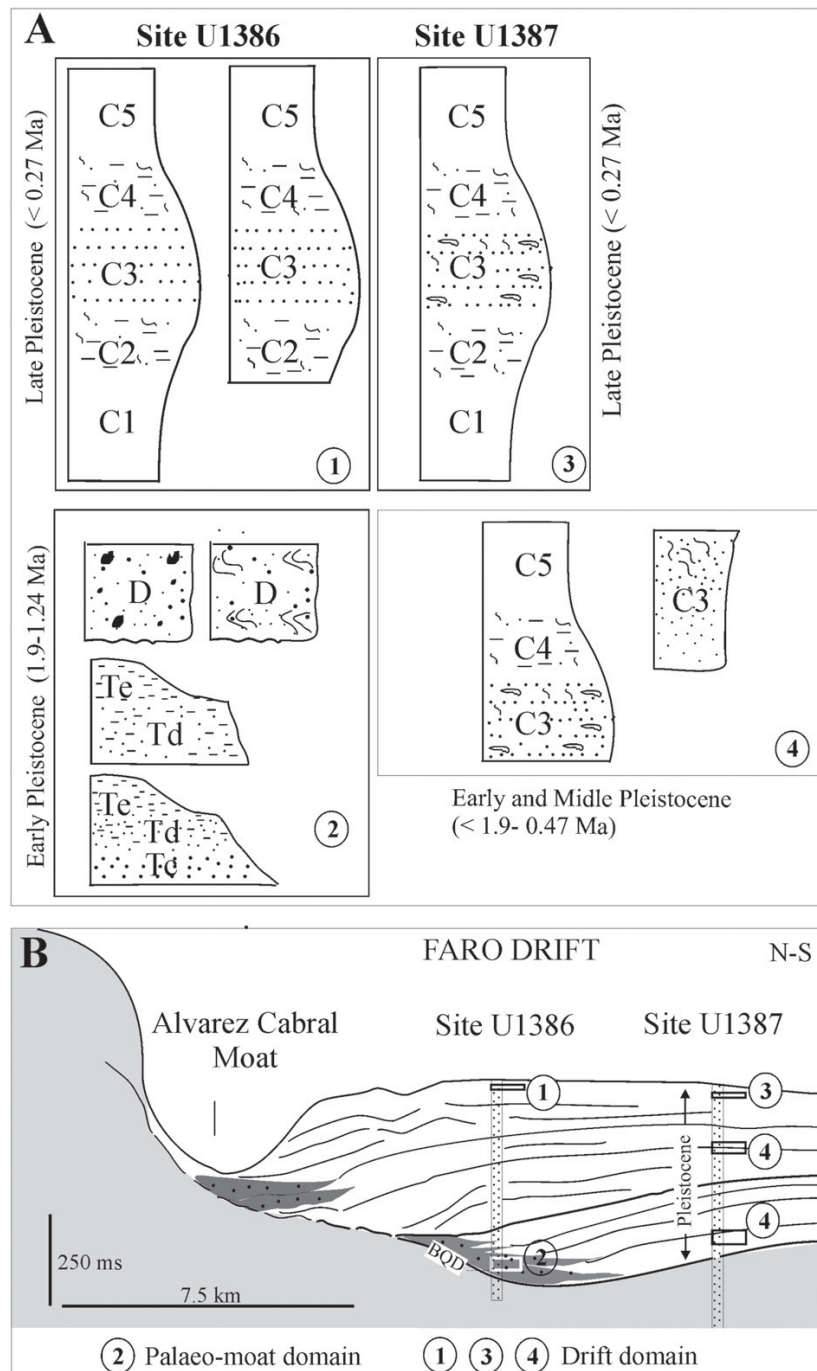 A
Site U1386
Site U1387
Late Pleistocene (< 0.27 Ma)
C5
C4
C3
C2
C1
C5
C4
C3
C2
1
C5
C4
C3
C2
C1
3
Late Pleistocene (< 0.27 Ma)
Early Pleistocene (1.9-1.24 Ma)
D
D
Te
Td
Te
Td
Tc
2
C5
C4
C3
C3
4
Early and Midle Pleistocene
(< 1.9- 0.47 Ma)
B
FARO DRIFT
N-S
Alvarez Cabral
Moat
Site U1386
Site U1387
1
3
4
4
Pleistocene
BQD
2
250 ms
7.5 km
2 Palaeo-moat domain
1 3 4 Drift domain